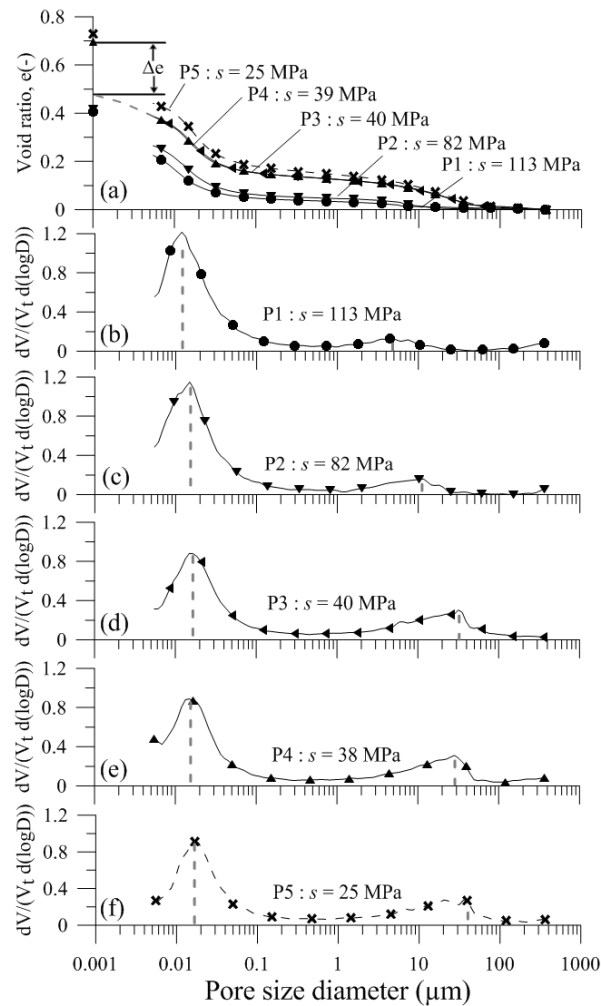 0.8
0.6
0.4
0.2
0
Void ratio, e(-)
Δe
P5 : s = 25 MPa
P4 : s = 39 MPa
P3 : s = 40 MPa
P2 : s = 82 MPa
P1 : s = 113 MPa
(a)
1.2
0.8
0.4
0
dV/(Vt d(logD))
P1 : s = 113 MPa
(b)
1.2
0.8
0.4
0
dV/(Vt d(logD))
P2 : s = 82 MPa
(c)
1.2
0.8
0.4
0
dV/(Vt d(logD))
P3 : s = 40 MPa
(d)
1.2
0.8
0.4
0
dV/(Vt d(logD))
P4 : s = 38 MPa
(e)
1.2
0.8
0.4
0
dV/(Vt d(logD))
P5 : s = 25 MPa
(f)
0.001 0.01 0.1 1 10 100 1000
Pore size diameter (μm)